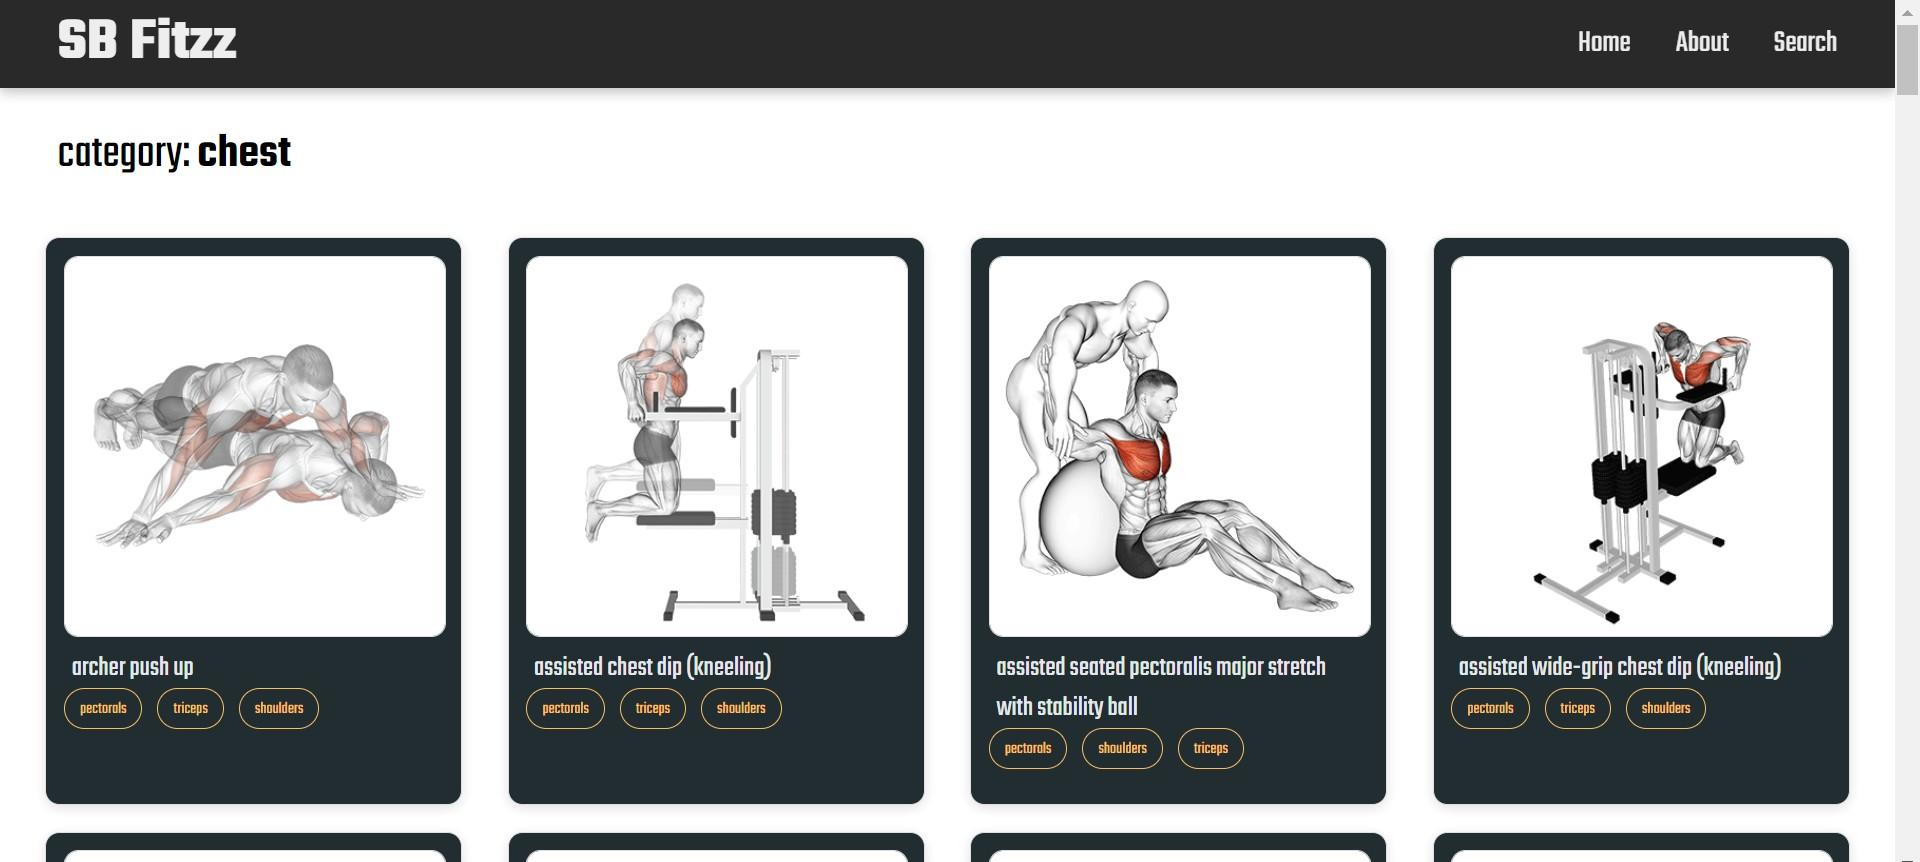 SB Fitzz
Home About Search
category: chest
archer push up
pectorals triceps shoulders
assisted chest dip (kneeling)
pectorals triceps shoulders
assisted seated pectoralis major stretch
with stability ball
pectorals shoulders triceps
assisted wide-grip chest dip (kneeling)
pectorals triceps shoulders